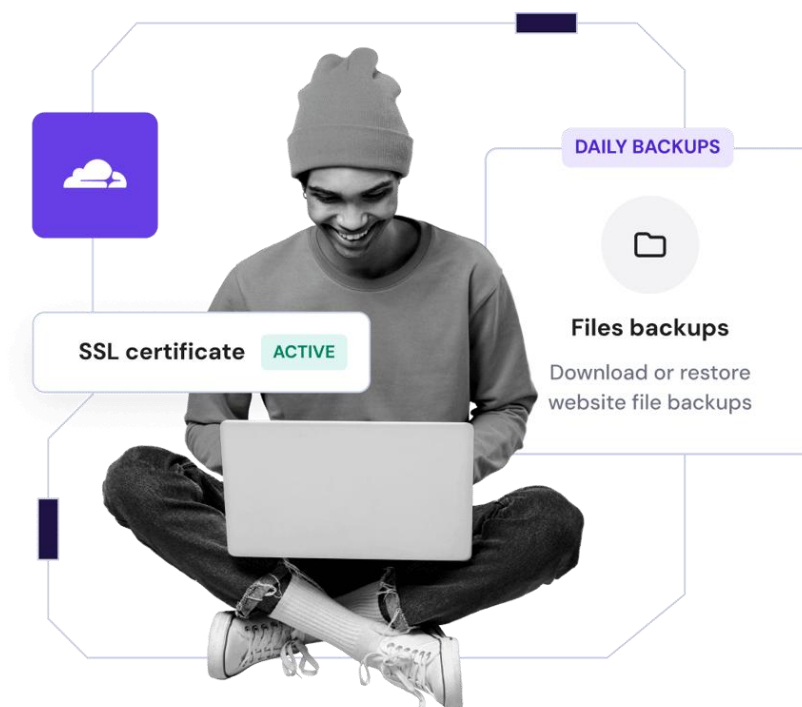 DAILY BACKUPS
Files backups
Download or restore
website file backups
SSL certificate ACTIVE